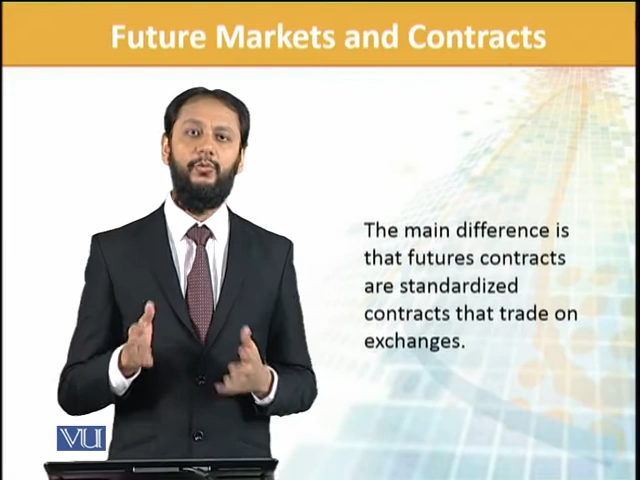 Future Markets and Contracts
The main difference is
that futures contracts
are standardized
contracts that trade on
exchanges.
VU